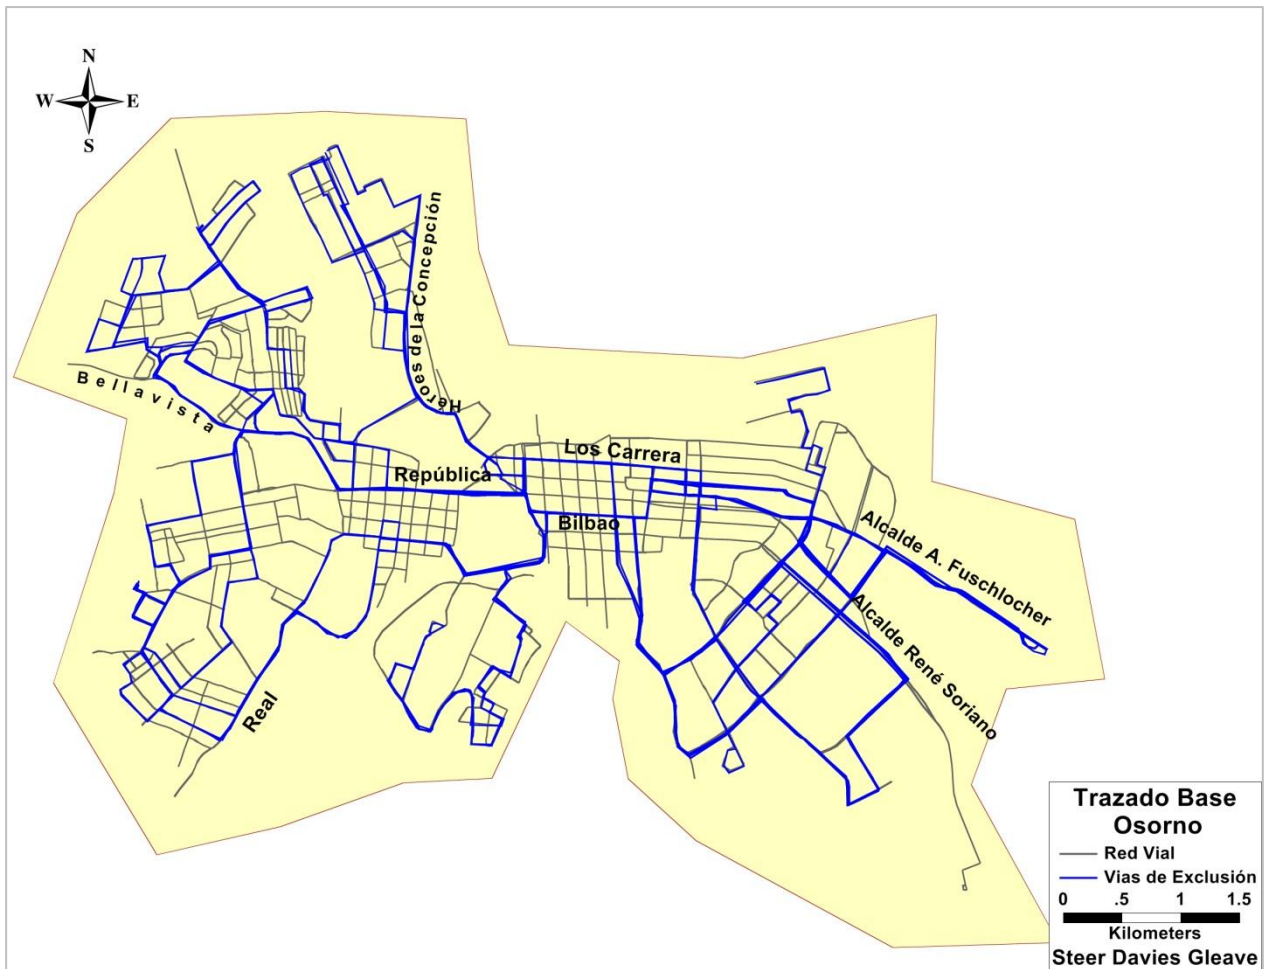 N
W E
S
Héroes de la Concepción
Bellavista
Los Carrera
República
Bilbao
Alcalde A. Fuschlocher
Alcalde René Soriano
Real
Trazado Base
Osorno
Red Vial
Vias de Exclusión
0 .5 1 1.5
Kilometers
Steer Davies Gleave